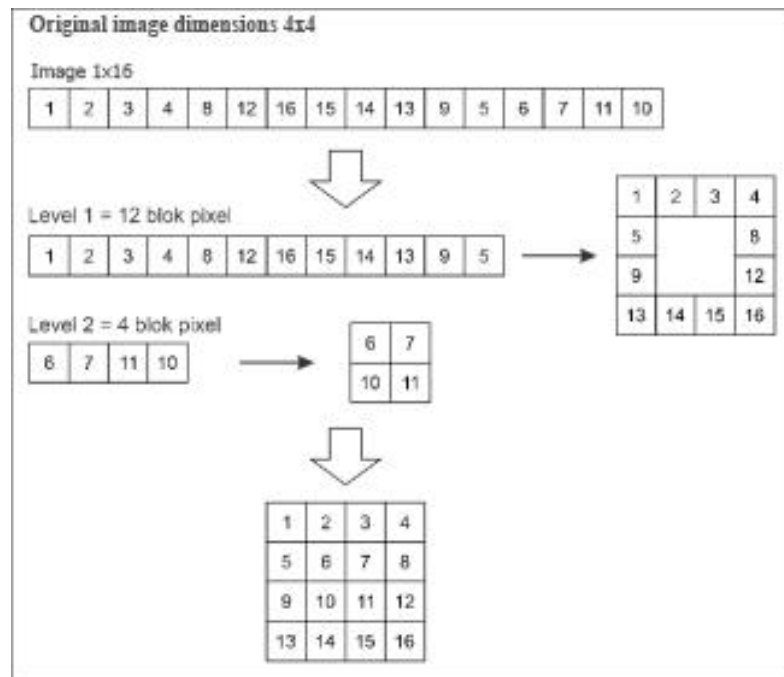 Original image dimensions 4x4
Image 1x16
1 2 3 4 8 12 16 15 14 13 9 5 6 7 11 10
Level 1 = 12 blok pixel
1 2 3 4 8 12 16 15 14 13 9 5
1 2 3 4
5 8
9 12
13 14 15 16
Level 2 = 4 blok pixel
6 7 11 10
6 7
10 11
1 2 3 4
5 6 7 8
9 10 11 12
13 14 15 16